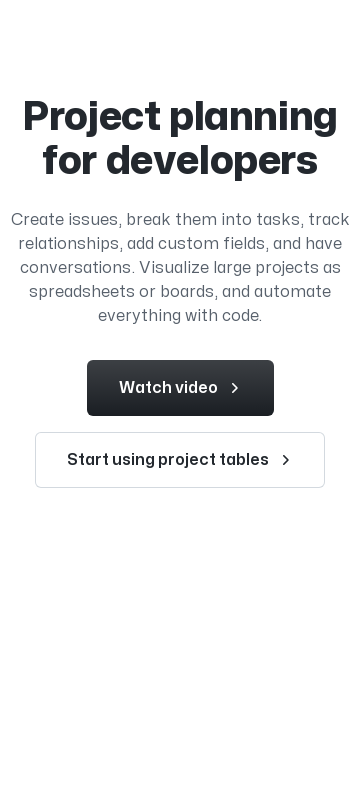 Project planning
for developers
Create issues, break them into tasks, track
relationships, add custom fields, and have
conversations. Visualize large projects as
spreadsheets or boards, and automate
everything with code.
Watch video
Start using project tables